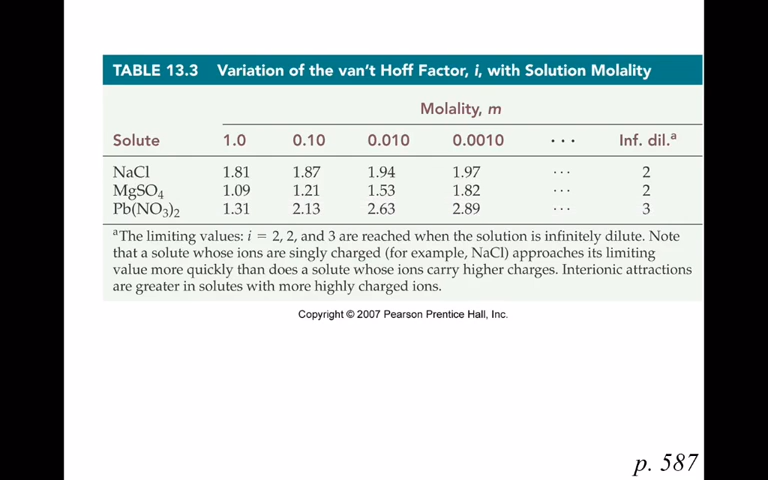 TABLE 13.3 Variation of the van't Hoff Factor, i, with Solution Molality
Molality, m
Solute 1.0 0.10 0.010 0.0010 · · · Inf. dil.ᵃ
NaCl 1.81 1.87 1.94 1.97 · · · 2
MgSO₄ 1.09 1.21 1.53 1.82 · · · 2
Pb(NO₃)₂ 1.31 2.13 2.63 2.89 · · · 3
ᵃThe limiting values: i = 2, 2, and 3 are reached when the solution is infinitely dilute. Note
that a solute whose ions are singly charged (for example, NaCl) approaches its limiting
value more quickly than does a solute whose ions carry higher charges. Interionic attractions
are greater in solutes with more highly charged ions.
Copyright © 2007 Pearson Prentice Hall, Inc.
p. 587